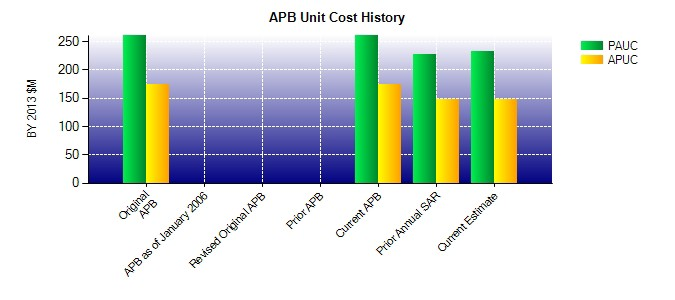 APB Unit Cost History
PAUC
APUC
BY 2013 $M
250
200
150
100
50
0
Original
APB
APB as of January 2006
Revised Original APB
Prior APB
Current APB
Prior Annual SAR
Current Estimate